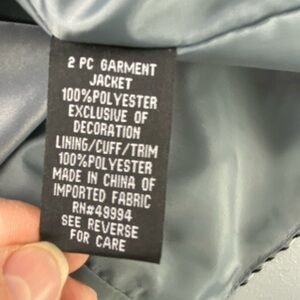 2 PC GARMENT
JACKET
100%POLYESTER
EXCLUSIVE OF
DECORATION
LINING/CUFF/TRIM
100%POLYESTER
MADE IN CHINA OF
IMPORTED FABRIC
RN#49994
SEE REVERSE
FOR CARE